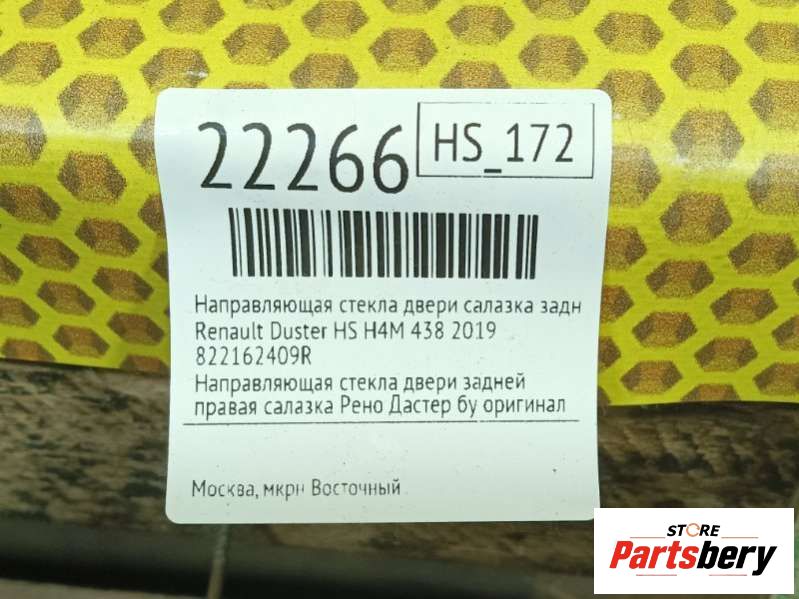 22266
HS_172
Направляющая стекла двери салазка задн
Renault Duster HS H4M 438 2019
822162409R
Направляющая стекла двери задней
правая салазка Рено Дастер бу оригинал
Москва, мкрн Восточный
STORE
Partsbery